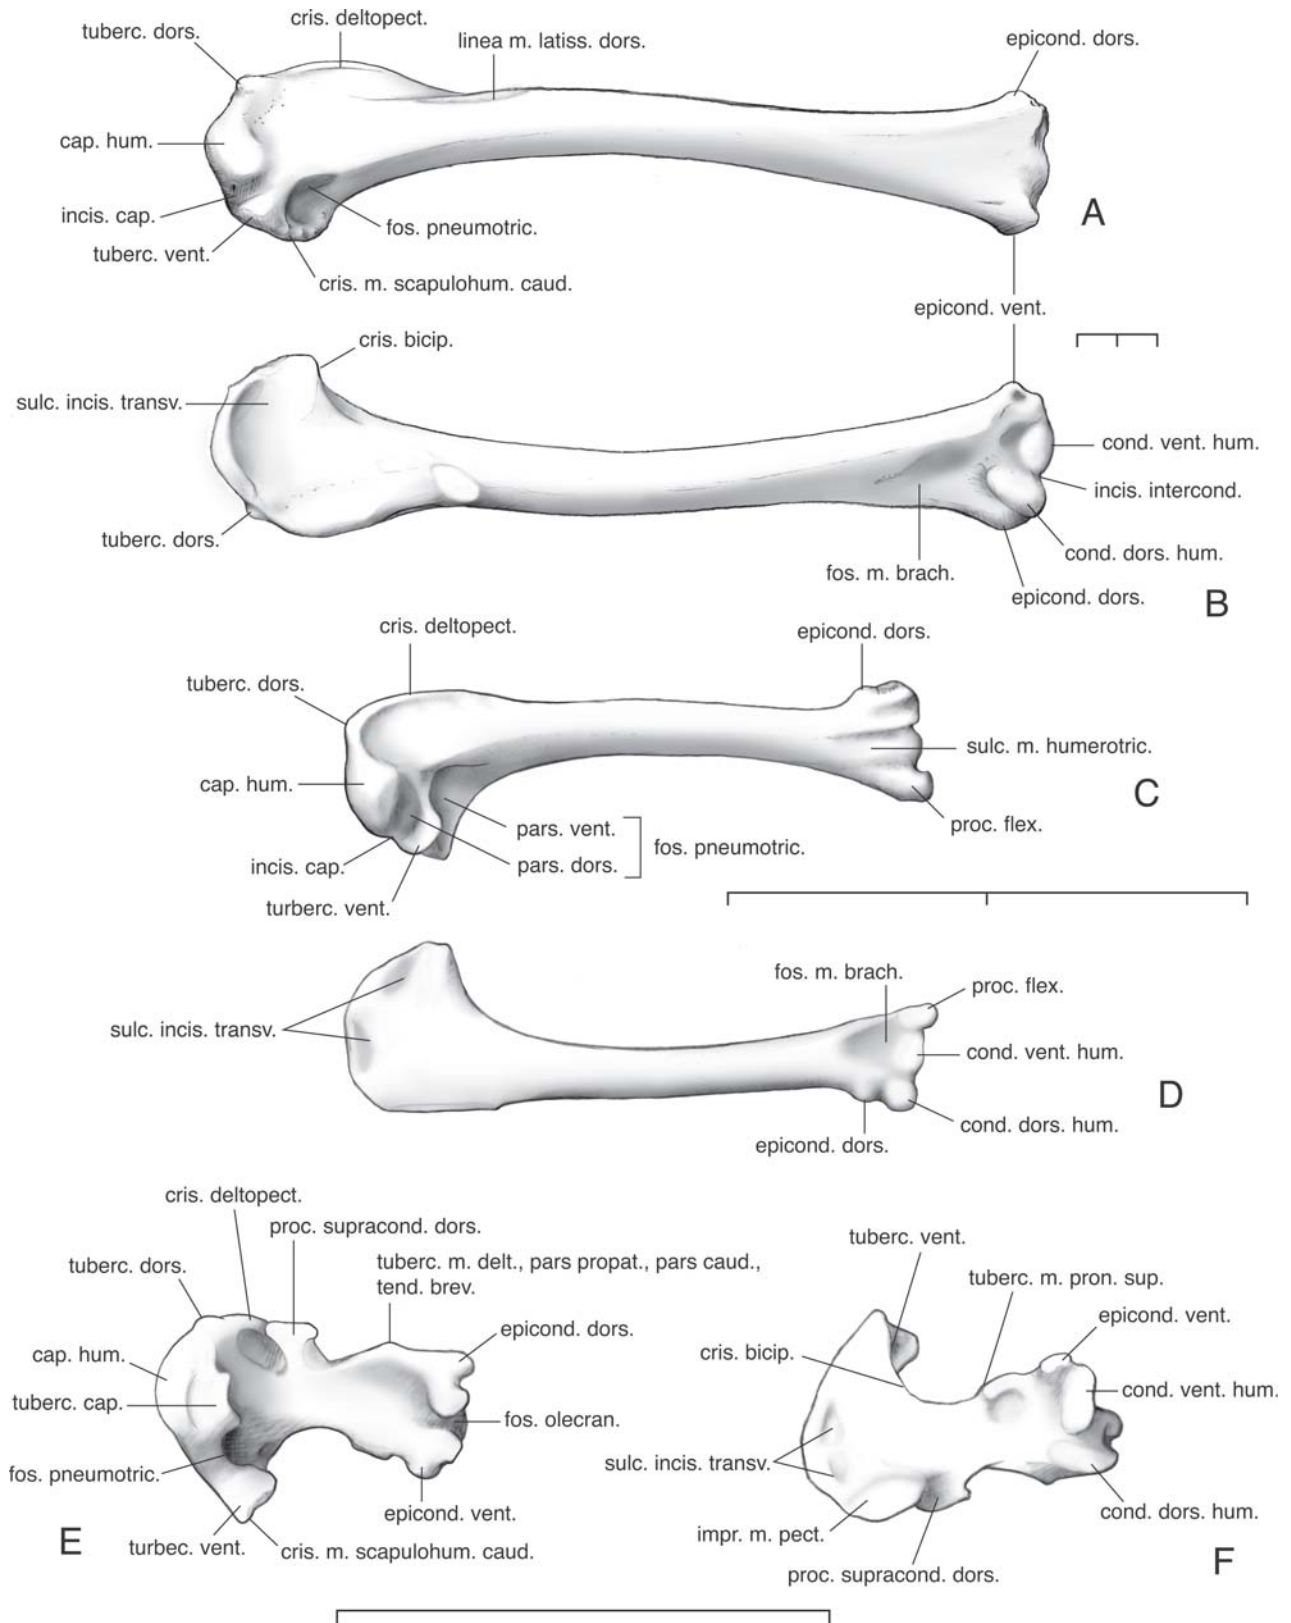 cris. deltopect.
tuberc. dors.
linea m. latiss. dors.
epicond. dors.
cap. hum.
incis. cap.
tuberc. vent.
fos. pneumotric.
cris. m. scapulohum. caud.
A
epicond. vent.
cris. bicip.
sulc. incis. transv.
cond. vent. hum.
incis. intercond.
tuberc. dors.
cond. dors. hum.
fos. m. brach.
epicond. dors.
B
cris. deltopect.
epicond. dors.
tuberc. dors.
sulc. m. humerotric.
cap. hum.
C
pars. vent.
proc. flex.
fos. pneumotric.
pars. dors.
incis. cap.
turberc. vent.
fos. m. brach.
proc. flex.
sulc. incis. transv.
cond. vent. hum.
D
cond. dors. hum.
epicond. dors.
cris. deltopect.
proc. supracond. dors.
tuberc. m. delt., pars propat., pars caud.,
tend. brev.
tuberc. dors.
epicond. dors.
cap. hum.
tuberc. cap.
fos. olecran.
fos. pneumotric.
epicond. vent.
E
turbec. vent.
cris. m. scapulohum. caud.
tuberc. vent.
tuberc. m. pron. sup.
epicond. vent.
cris. bicip.
cond. vent. hum.
sulc. incis. transv.
cond. dors. hum.
impr. m. pect.
proc. supracond. dors.
F